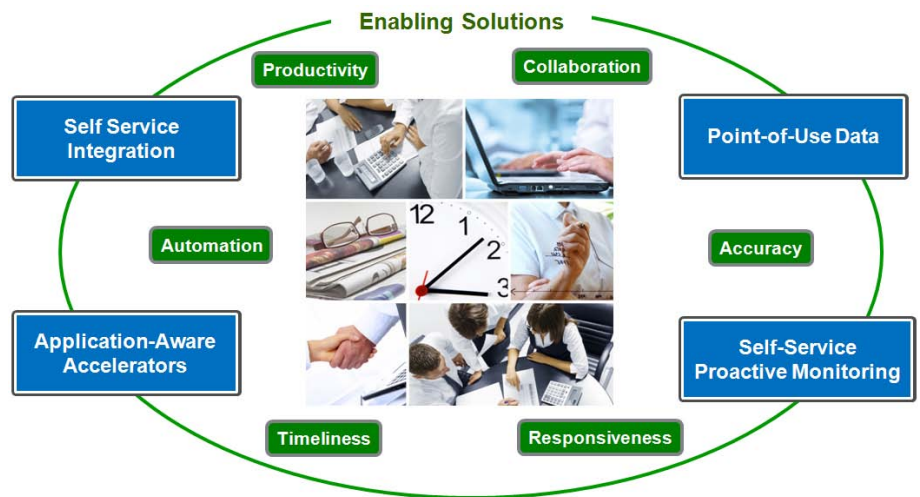 Enabling Solutions
Productivity
Collaboration
Self Service
Integration
Point-of-Use Data
12
1
2
3
Automation
Accuracy
Application-Aware
Accelerators
Self-Service
Proactive Monitoring
Timeliness
Responsiveness